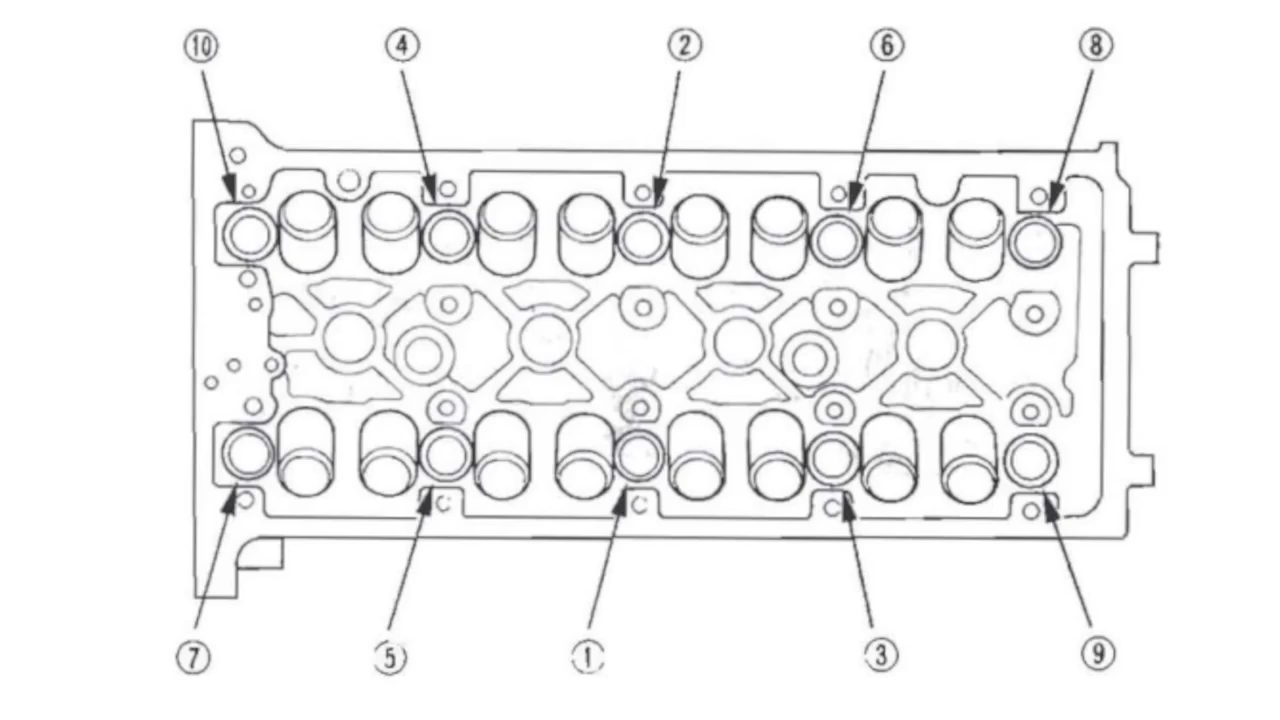 ⑩ ④ ② ⑥ ⑧
⑦ ⑤ ① ③ ⑨